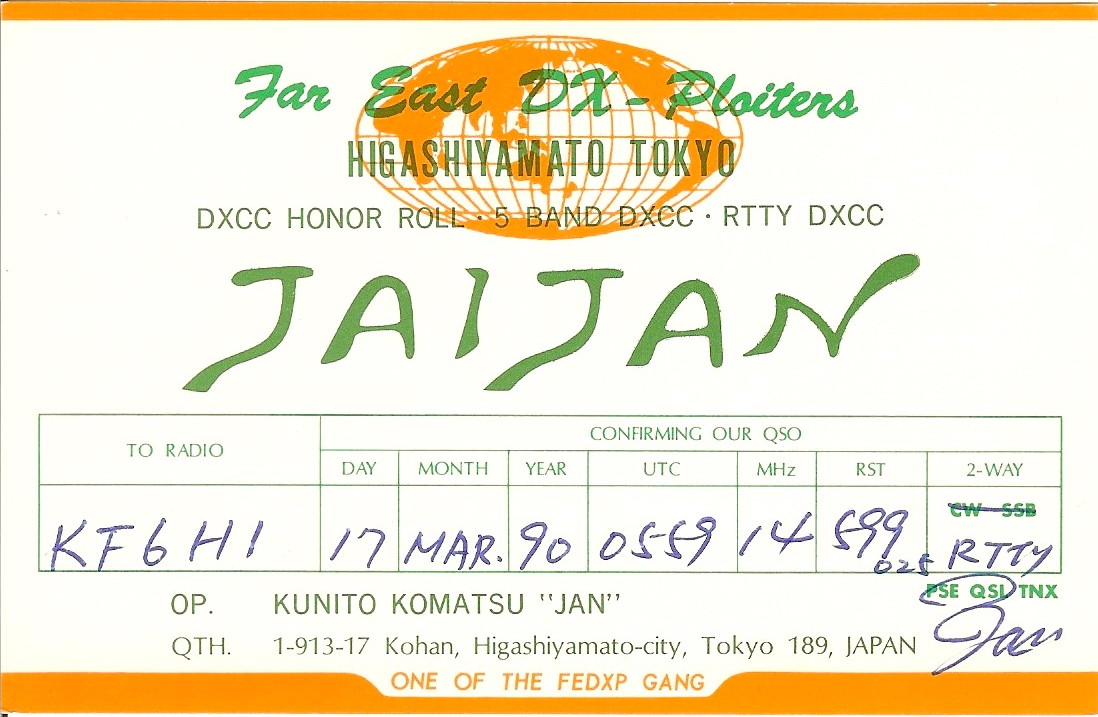 Far East DX-Ploiters
HIGASHIYAMATO TOKYO
DXCC HONOR ROLL · 5 BAND DXCC · RTTY DXCC
JA1JAN
TO RADIO
CONFIRMING OUR QSO
DAY MONTH YEAR UTC MHz RST 2-WAY
CW SSB
KF6HI 17 MAR. 90 0559 14 599 025 RTTY
PSE QSL TNX
OP. KUNITO KOMATSU "JAN"
Jan
QTH. 1-913-17 Kohan, Higashiyamato-city, Tokyo 189, JAPAN
ONE OF THE FEDXP GANG